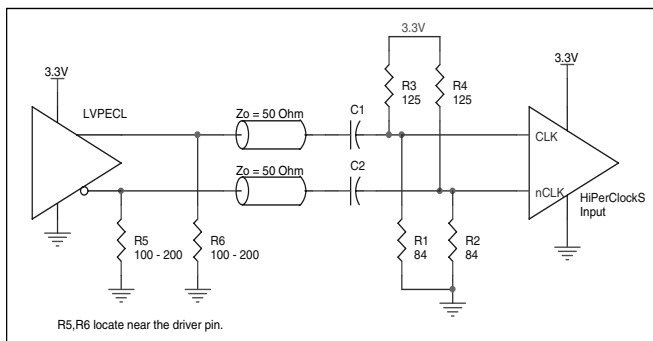 3.3V
3.3V
3.3V
R3
125
R4
125
LVPECL
Zo = 50 Ohm
C1
CLK
Zo = 50 Ohm
C2
nCLK
HiPerClockS
Input
R5
100 - 200
R6
100 - 200
R1
84
R2
84
R5,R6 locate near the driver pin.